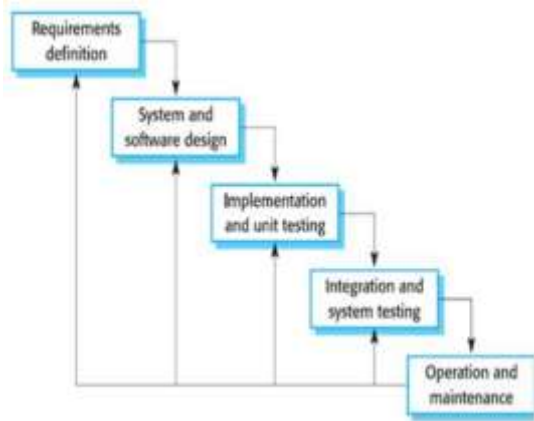 Requirements
definition
System and
software design
Implementation
and unit testing
Integration and
system testing
Operation and
maintenance